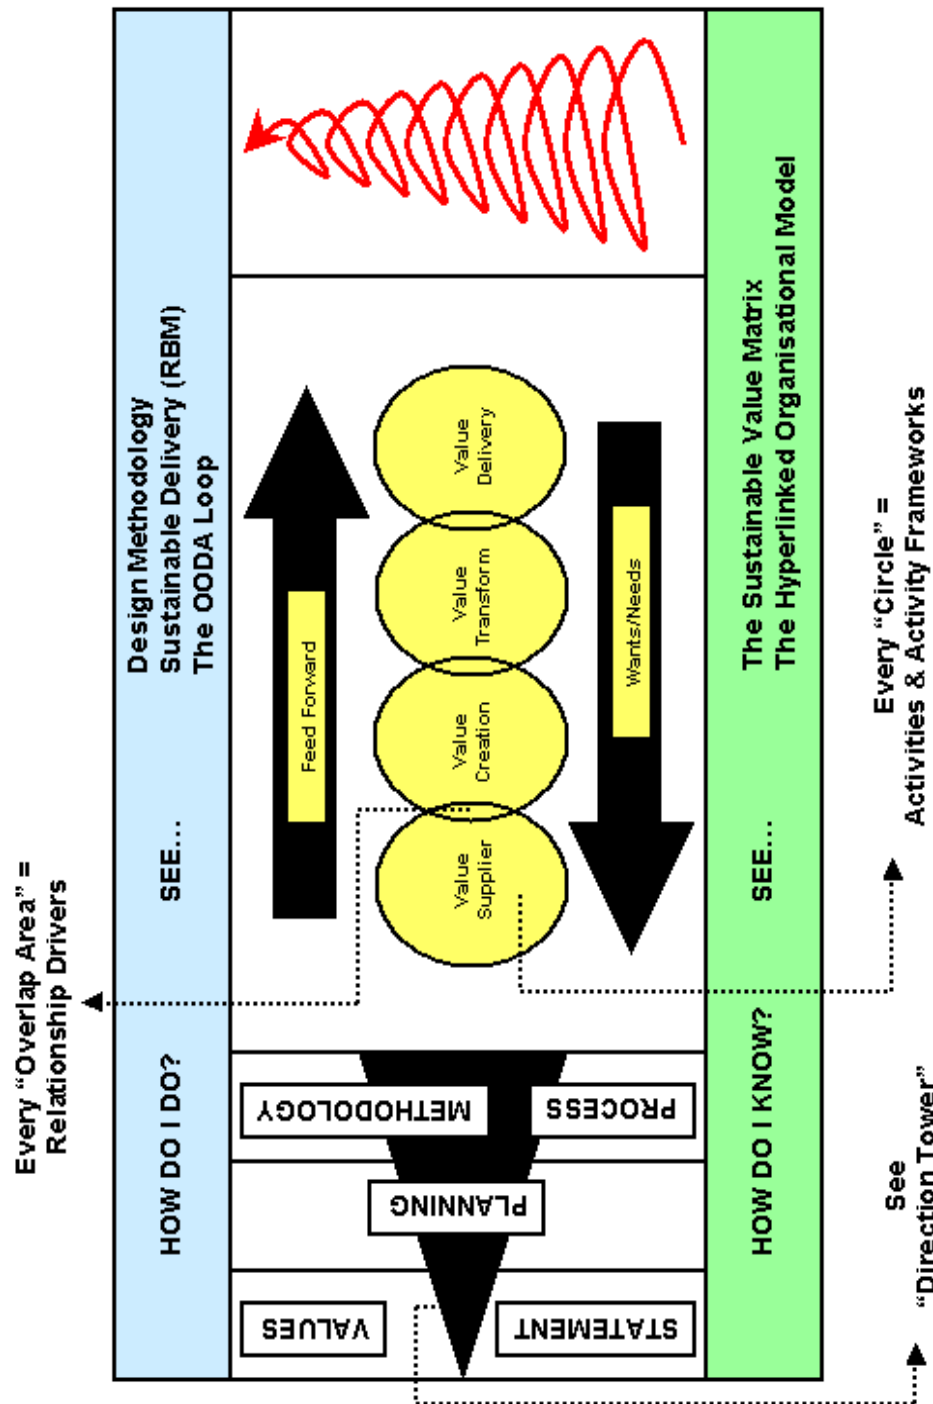 Every “Overlap Area” =
Relationship Drivers
HOW DO I DO?
SEE...
Design Methodology
Sustainable Delivery (RBM)
The OODA Loop
VALUES
STATEMENT
PLANNING
METHODOLOGY
PROCESS
Feed Forward
Value
Supplier
Value
Creation
Value
Transform
Value
Delivery
Wants/Needs
HOW DO I KNOW?
SEE...
The Sustainable Value Matrix
The Hyperlinked Organisational Model
See
“Direction Tower”
Every “Circle” =
Activities & Activity Frameworks